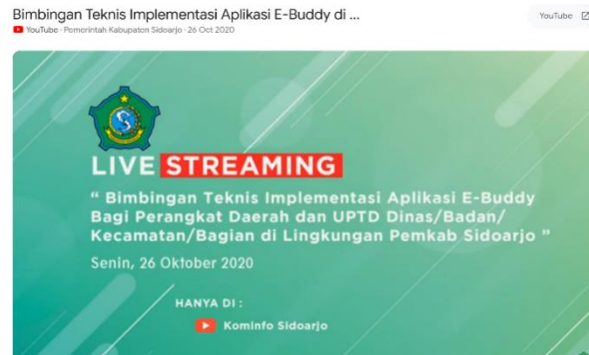 Bimbingan Teknis Implementasi Aplikasi E-Buddy di ...
YouTube
YouTube · Pemerintah Kabupaten Sidoarjo · 26 Oct 2020
LIVE STREAMING
“ Bimbingan Teknis Implementasi Aplikasi E-Buddy
Bagi Perangkat Daerah dan UPTD Dinas/Badan/
Kecamatan/Bagian di Lingkungan Pemkab Sidoarjo ”
Senin, 26 Oktober 2020
HANYA DI :
Kominfo Sidoarjo